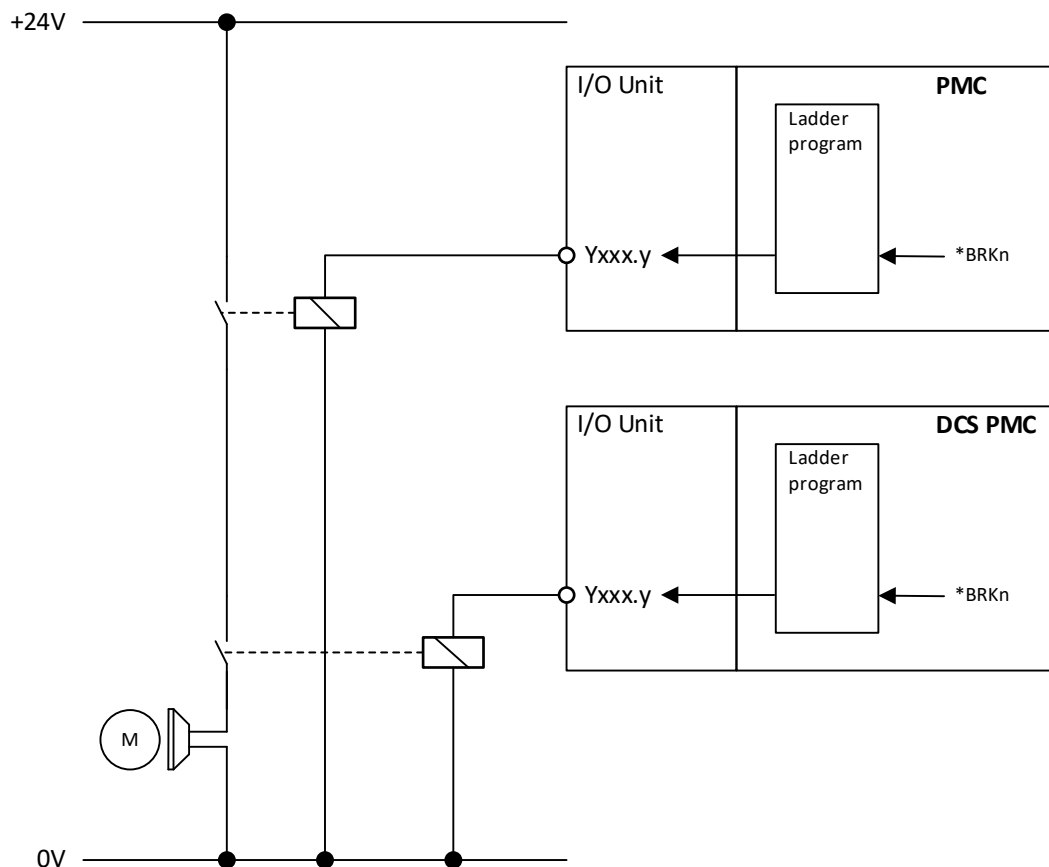 +24V
I/O Unit
PMC
Ladder
program
Yxxx.y
*BRKn
I/O Unit
DCS PMC
Ladder
program
Yxxx.y
*BRKn
M
0V